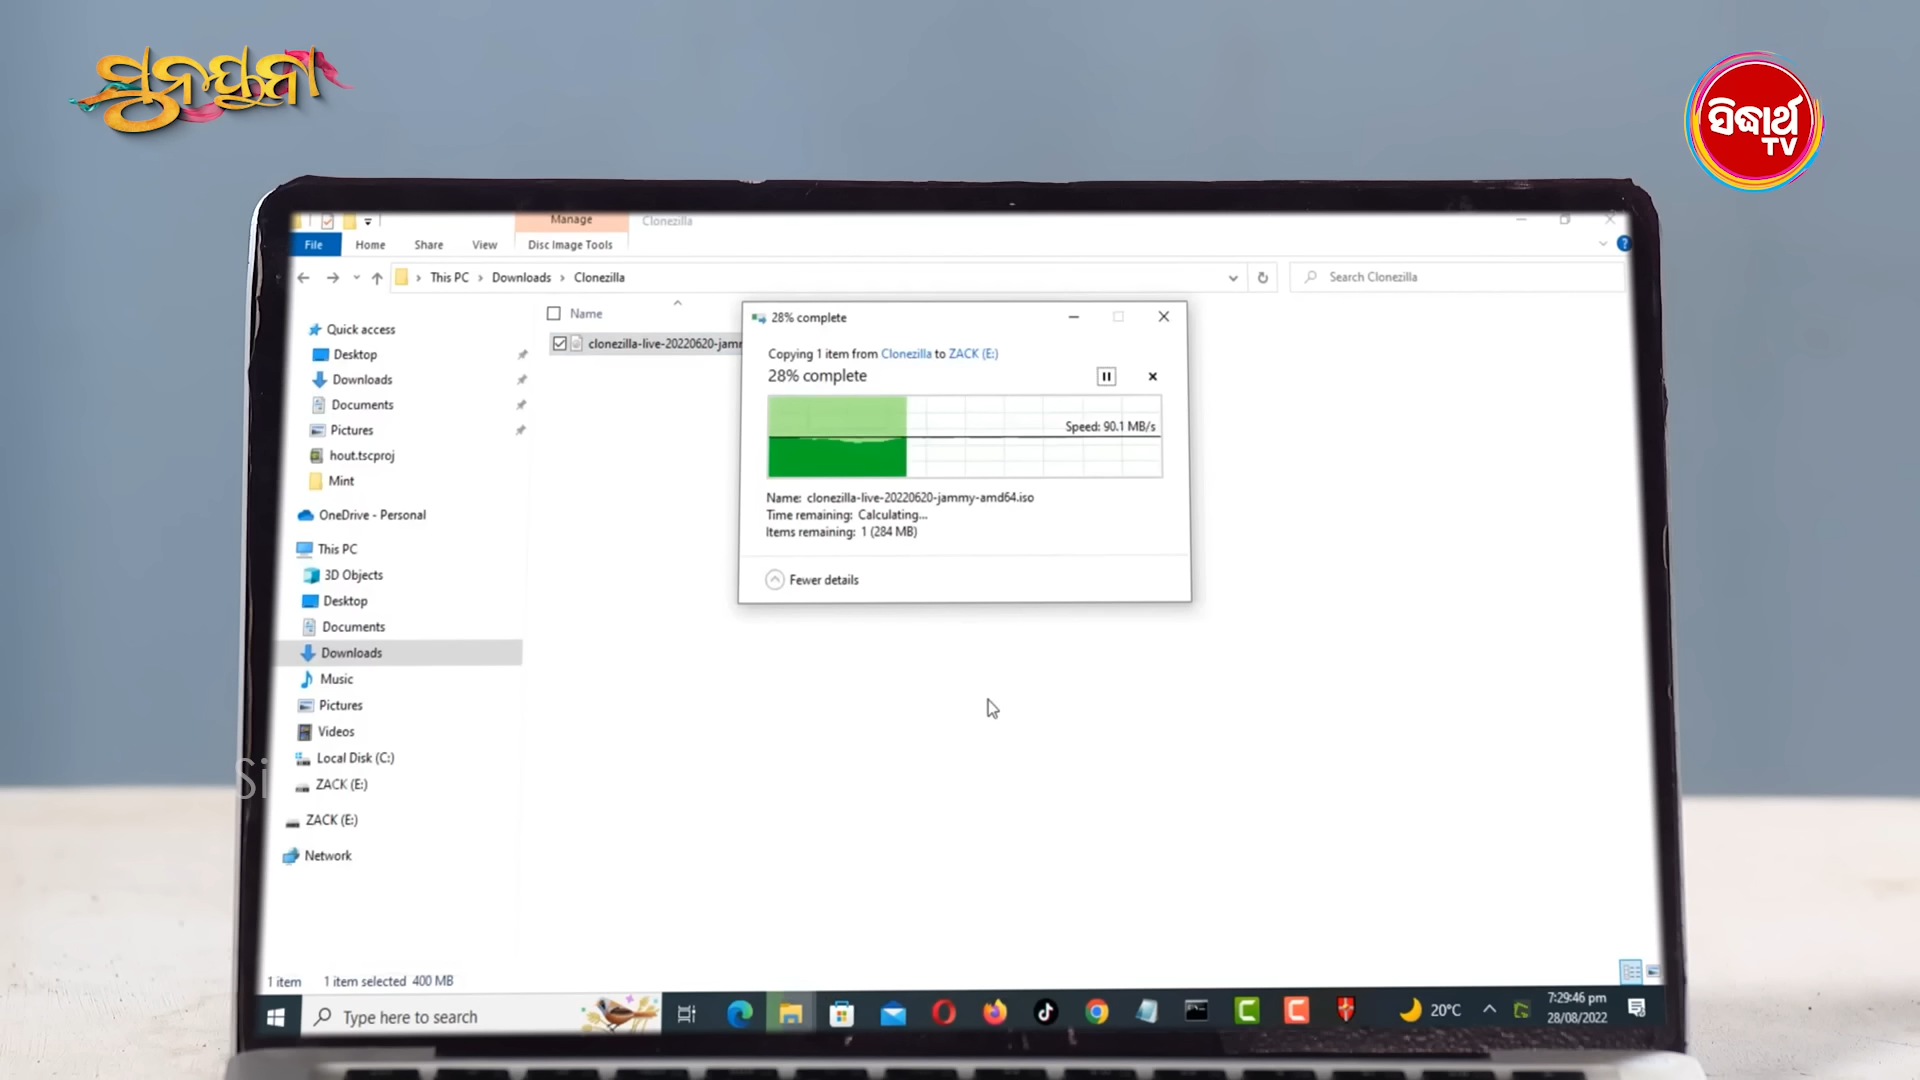 ସୁନୟନା
ସିଦ୍ଧାର୍ଥ
TV
Manage
Clonezilla
File
Home
Share
View
Disc Image Tools
This PC
Downloads
Clonezilla
Search Clonezilla
Name
clonezilla-live-20220620-jamm
28% complete
Copying 1 item from Clonezilla to ZACK (E:)
28% complete
Speed: 90.1 MB/s
Name: clonezilla-live-20220620-jammy-amd64.iso
Time remaining: Calculating...
Items remaining: 1 (284 MB)
Fewer details
Quick access
Desktop
Downloads
Documents
Pictures
hout.tscproj
Mint
OneDrive - Personal
This PC
3D Objects
Desktop
Documents
Downloads
Music
Pictures
Videos
Local Disk (C:)
Si
ZACK (E:)
ZACK (E:)
Network
1 item
1 item selected 400 MB
Type here to search
20°C
7:29:46 pm
28/08/2022